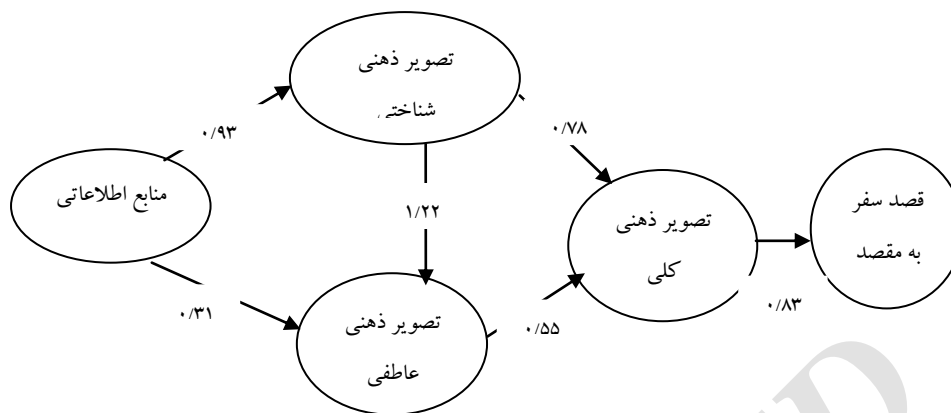 تصویر ذهنی
شناختی
۰/۹۳
۰/۷۸
منابع اطلاعاتی
۱/۲۲
قصد سفر
به مقصد
تصویر ذهنی
کلی
۰/۳۱
تصویر ذهنی
عاطفی
۰/۵۵
۰/۸۳